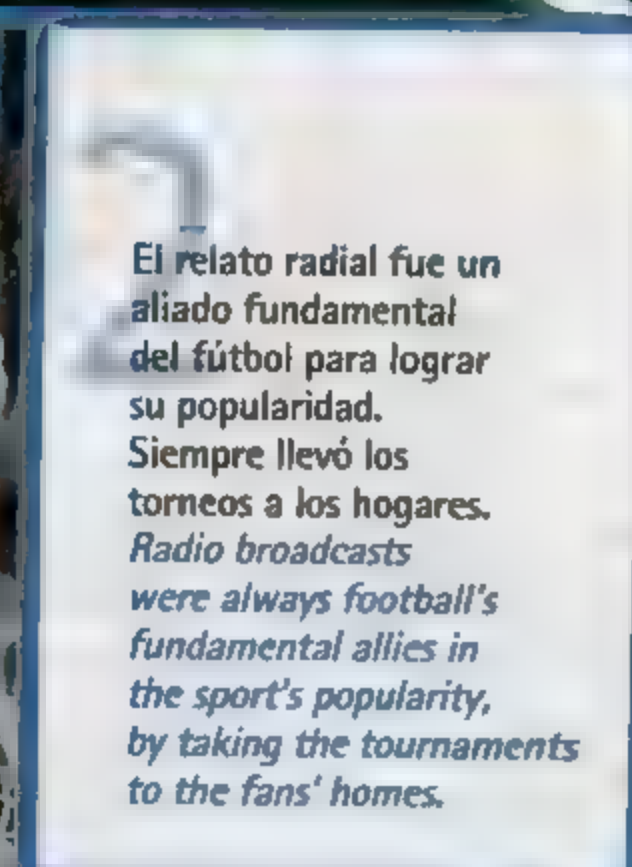 2
El relato radial fue un
aliado fundamental
del fútbol para lograr
su popularidad.
Siempre llevó los
torneos a los hogares.
Radio broadcasts
were always football's
fundamental allies in
the sport's popularity,
by taking the tournaments
to the fans' homes.